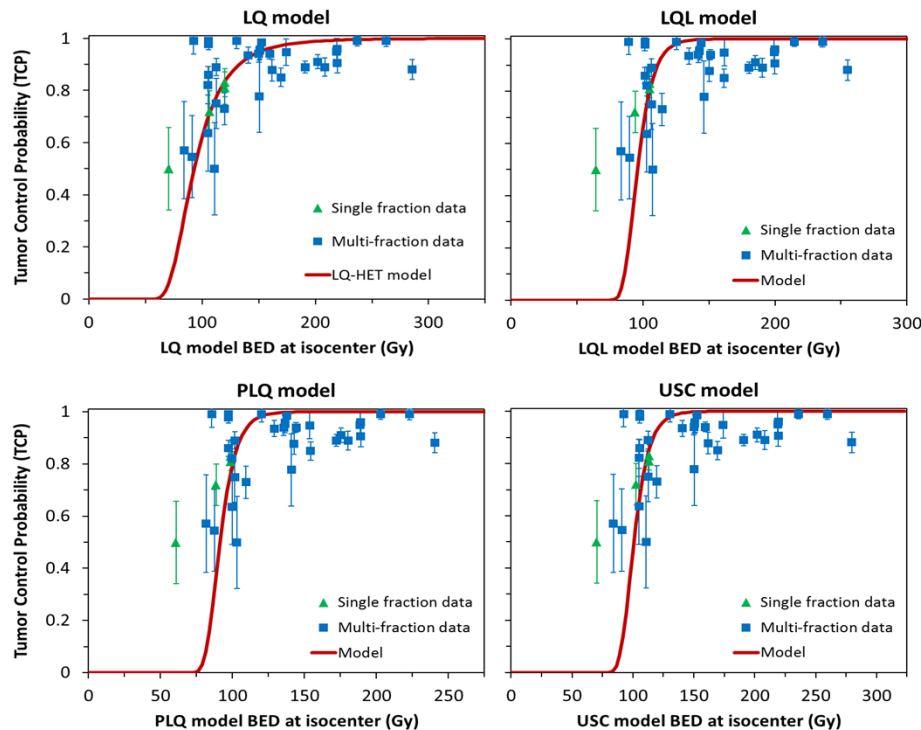 LQ model
Tumor Control Probability (TCP)
1
0.8
0.6
0.4
0.2
0
Single fraction data
Multi-fraction data
LQ-HET model
0 100 200 300
LQ model BED at isocenter (Gy)
LQL model
1
0.8
0.6
0.4
0.2
0
Single fraction data
Multi-fraction data
Model
0 100 200 300
LQL model BED at isocenter (Gy)
PLQ model
Tumor Control Probability (TCP)
1
0.8
0.6
0.4
0.2
0
Single fraction data
Multi-fraction data
Model
0 50 100 150 200 250
PLQ model BED at isocenter (Gy)
USC model
1
0.8
0.6
0.4
0.2
0
Single fraction data
Multi-fraction data
Model
0 50 100 150 200 250 300
USC model BED at isocenter (Gy)